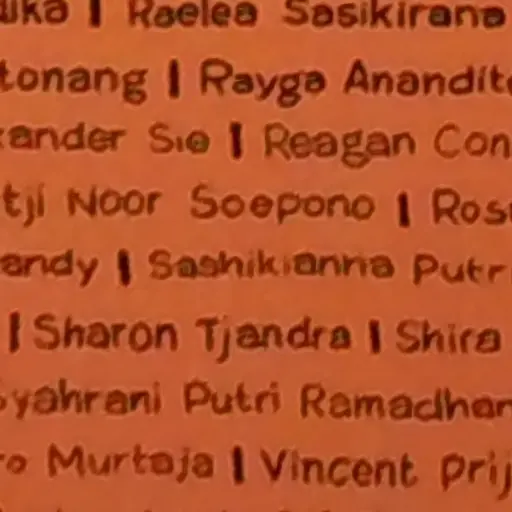 uka | Raelea Sasikirana
tonang | Rayga Anandit
ander Sie | Reagan Con
tji Noor Soepono | Ros
andy | Sashikianna Putr
| Sharon Tjandra | Shira
yahrani Putri Ramadhan
ro Murtaja | Vincent Prij